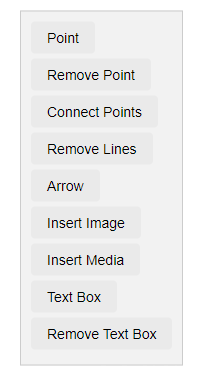 Point
Remove Point
Connect Points
Remove Lines
Arrow
Insert Image
Insert Media
Text Box
Remove Text Box